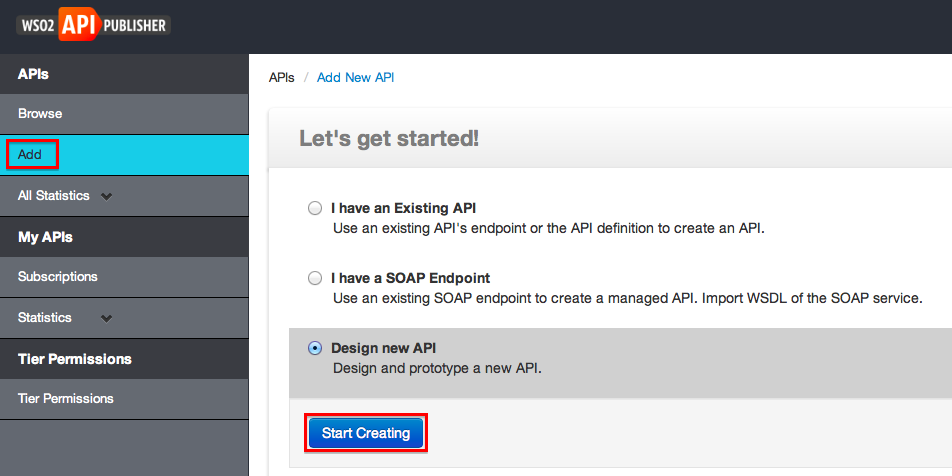 WSO2 API PUBLISHER
APIs
Browse
Add
All Statistics
My APIs
Subscriptions
Statistics
Tier Permissions
Tier Permissions
APIs / Add New API
Let's get started!
I have an Existing API
Use an existing API's endpoint or the API definition to create an API.
I have a SOAP Endpoint
Use an existing SOAP endpoint to create a managed API. Import WSDL of the SOAP service.
Design new API
Design and prototype a new API.
Start Creating